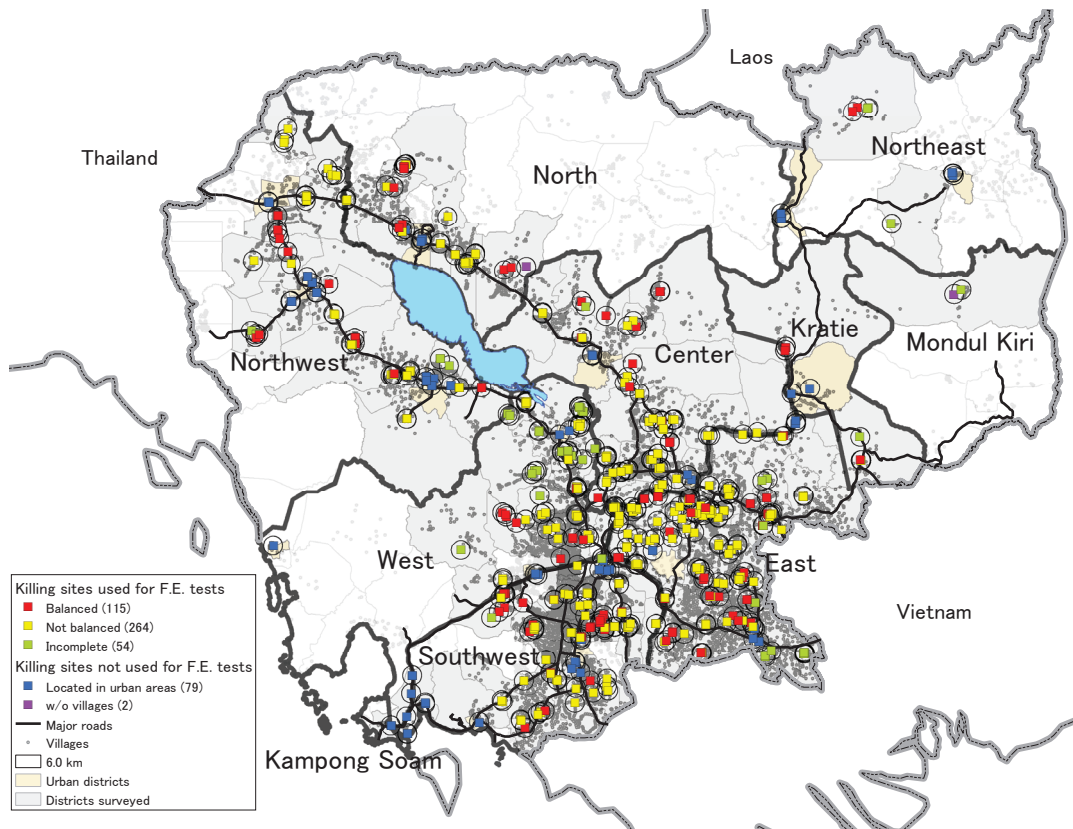 Laos
Thailand
Northeast
North
Kratie
Center
Mondul Kiri
Northwest
West
East
Vietnam
Southwest
Kampong Soam
Killing sites used for F.E. tests
Balanced (115)
Not balanced (264)
Incomplete (54)
Killing sites not used for F.E. tests
Located in urban areas (79)
w/o villages (2)
Major roads
Villages
6.0 km
Urban districts
Districts surveyed